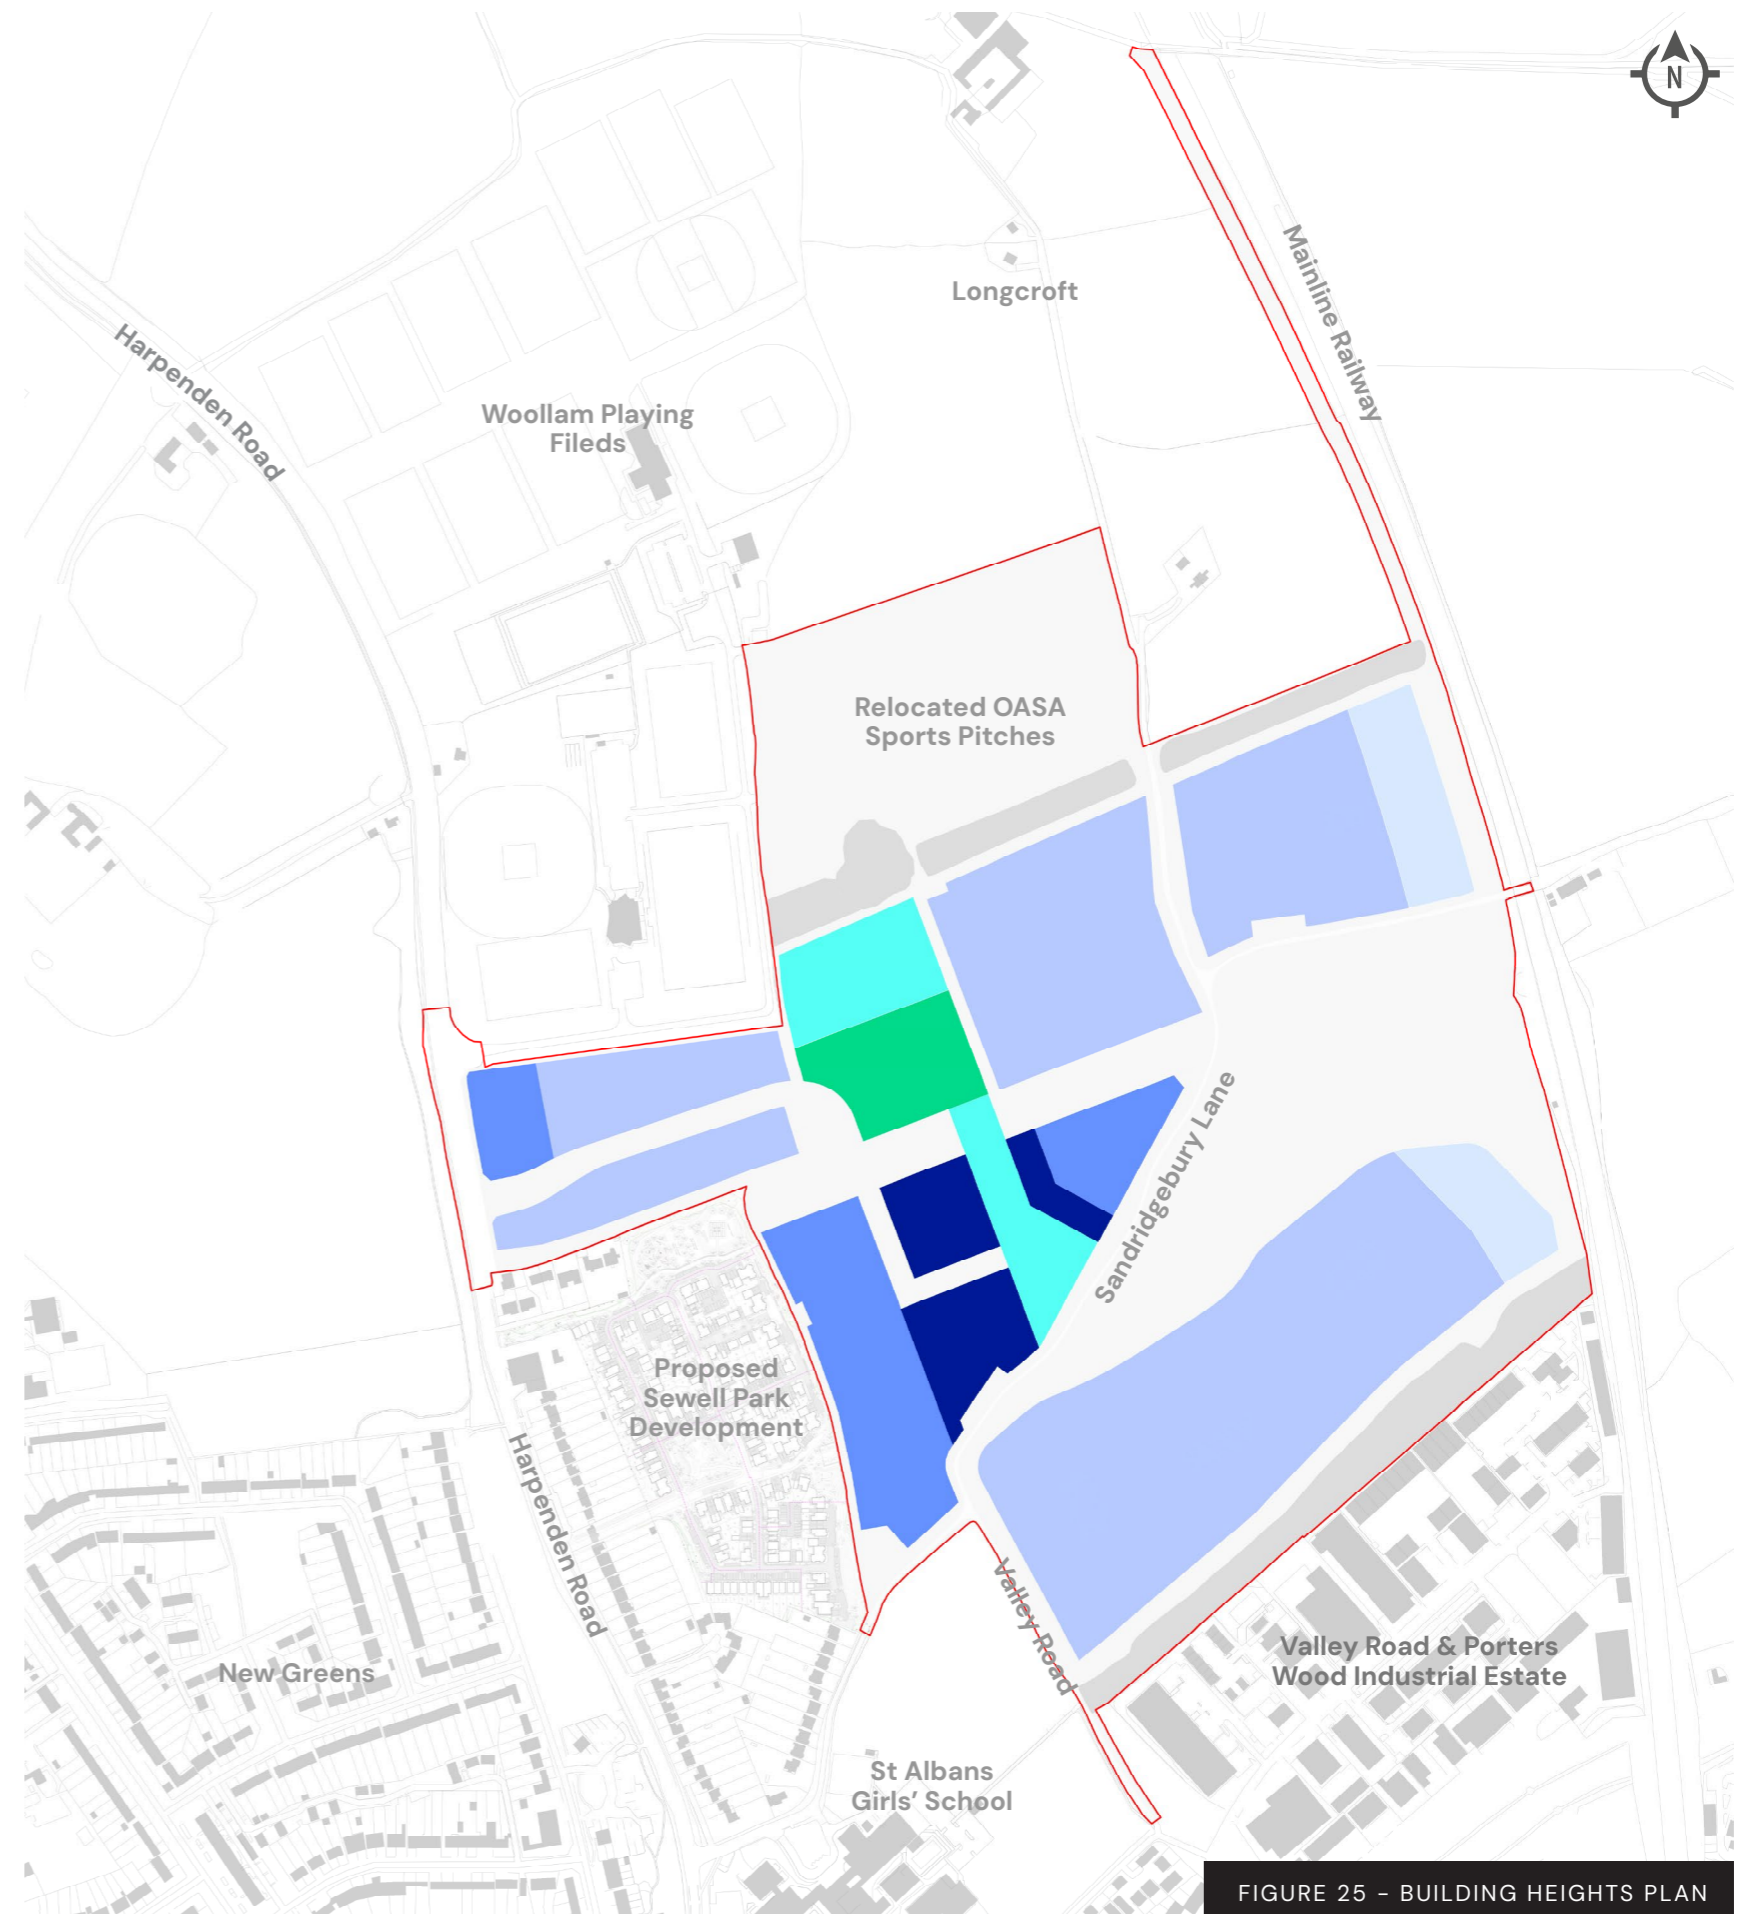 N
Mainline Railway
Longcroft
Harpenden Road
Woollam Playing
Fileds
Relocated OASA
Sports Pitches
Sandridgebury Lane
Proposed
Sewell Park
Development
Harpenden Road
Valley Road
New Greens
Valley Road & Porters
Wood Industrial Estate
St Albans
Girls’ School
FIGURE 25 – BUILDING HEIGHTS PLAN